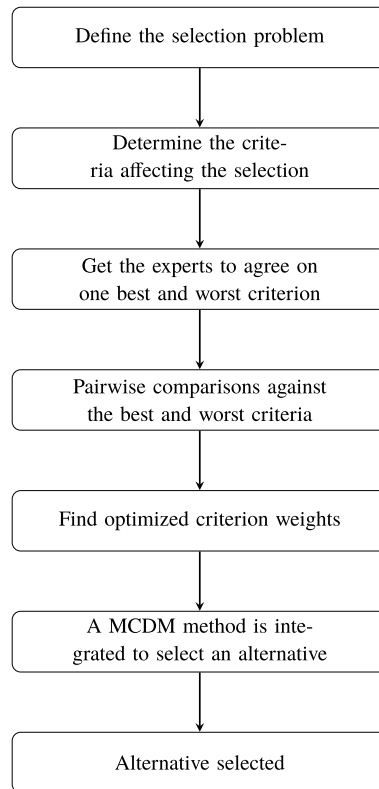 Define the selection problem
Determine the crite-
ria affecting the selection
Get the experts to agree on
one best and worst criterion
Pairwise comparisons against
the best and worst criteria
Find optimized criterion weights
A MCDM method is inte-
grated to select an alternative
Alternative selected